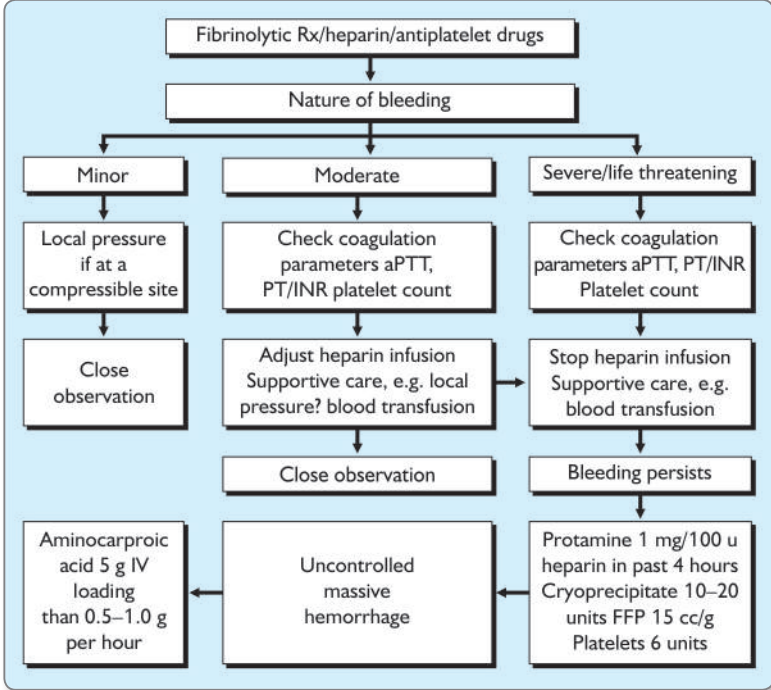 Fibrinolytic Rx/heparin/antiplatelet drugs
Nature of bleeding
Minor
Moderate
Severe/life threatening
Local pressure
if at a
compressible site
Check coagulation
parameters aPTT,
PT/INR platelet count
Check coagulation
parameters aPTT, PT/INR
Platelet count
Close
observation
Adjust heparin infusion
Supportive care, e.g. local
pressure? blood transfusion
Stop heparin infusion
Supportive care, e.g.
blood transfusion
Close observation
Bleeding persists
Aminocarproic
acid 5 g IV
loading
than 0.5–1.0 g
per hour
Uncontrolled
massive
hemorrhage
Protamine 1 mg/100 u
heparin in past 4 hours
Cryoprecipitate 10–20
units FFP 15 cc/g
Platelets 6 units